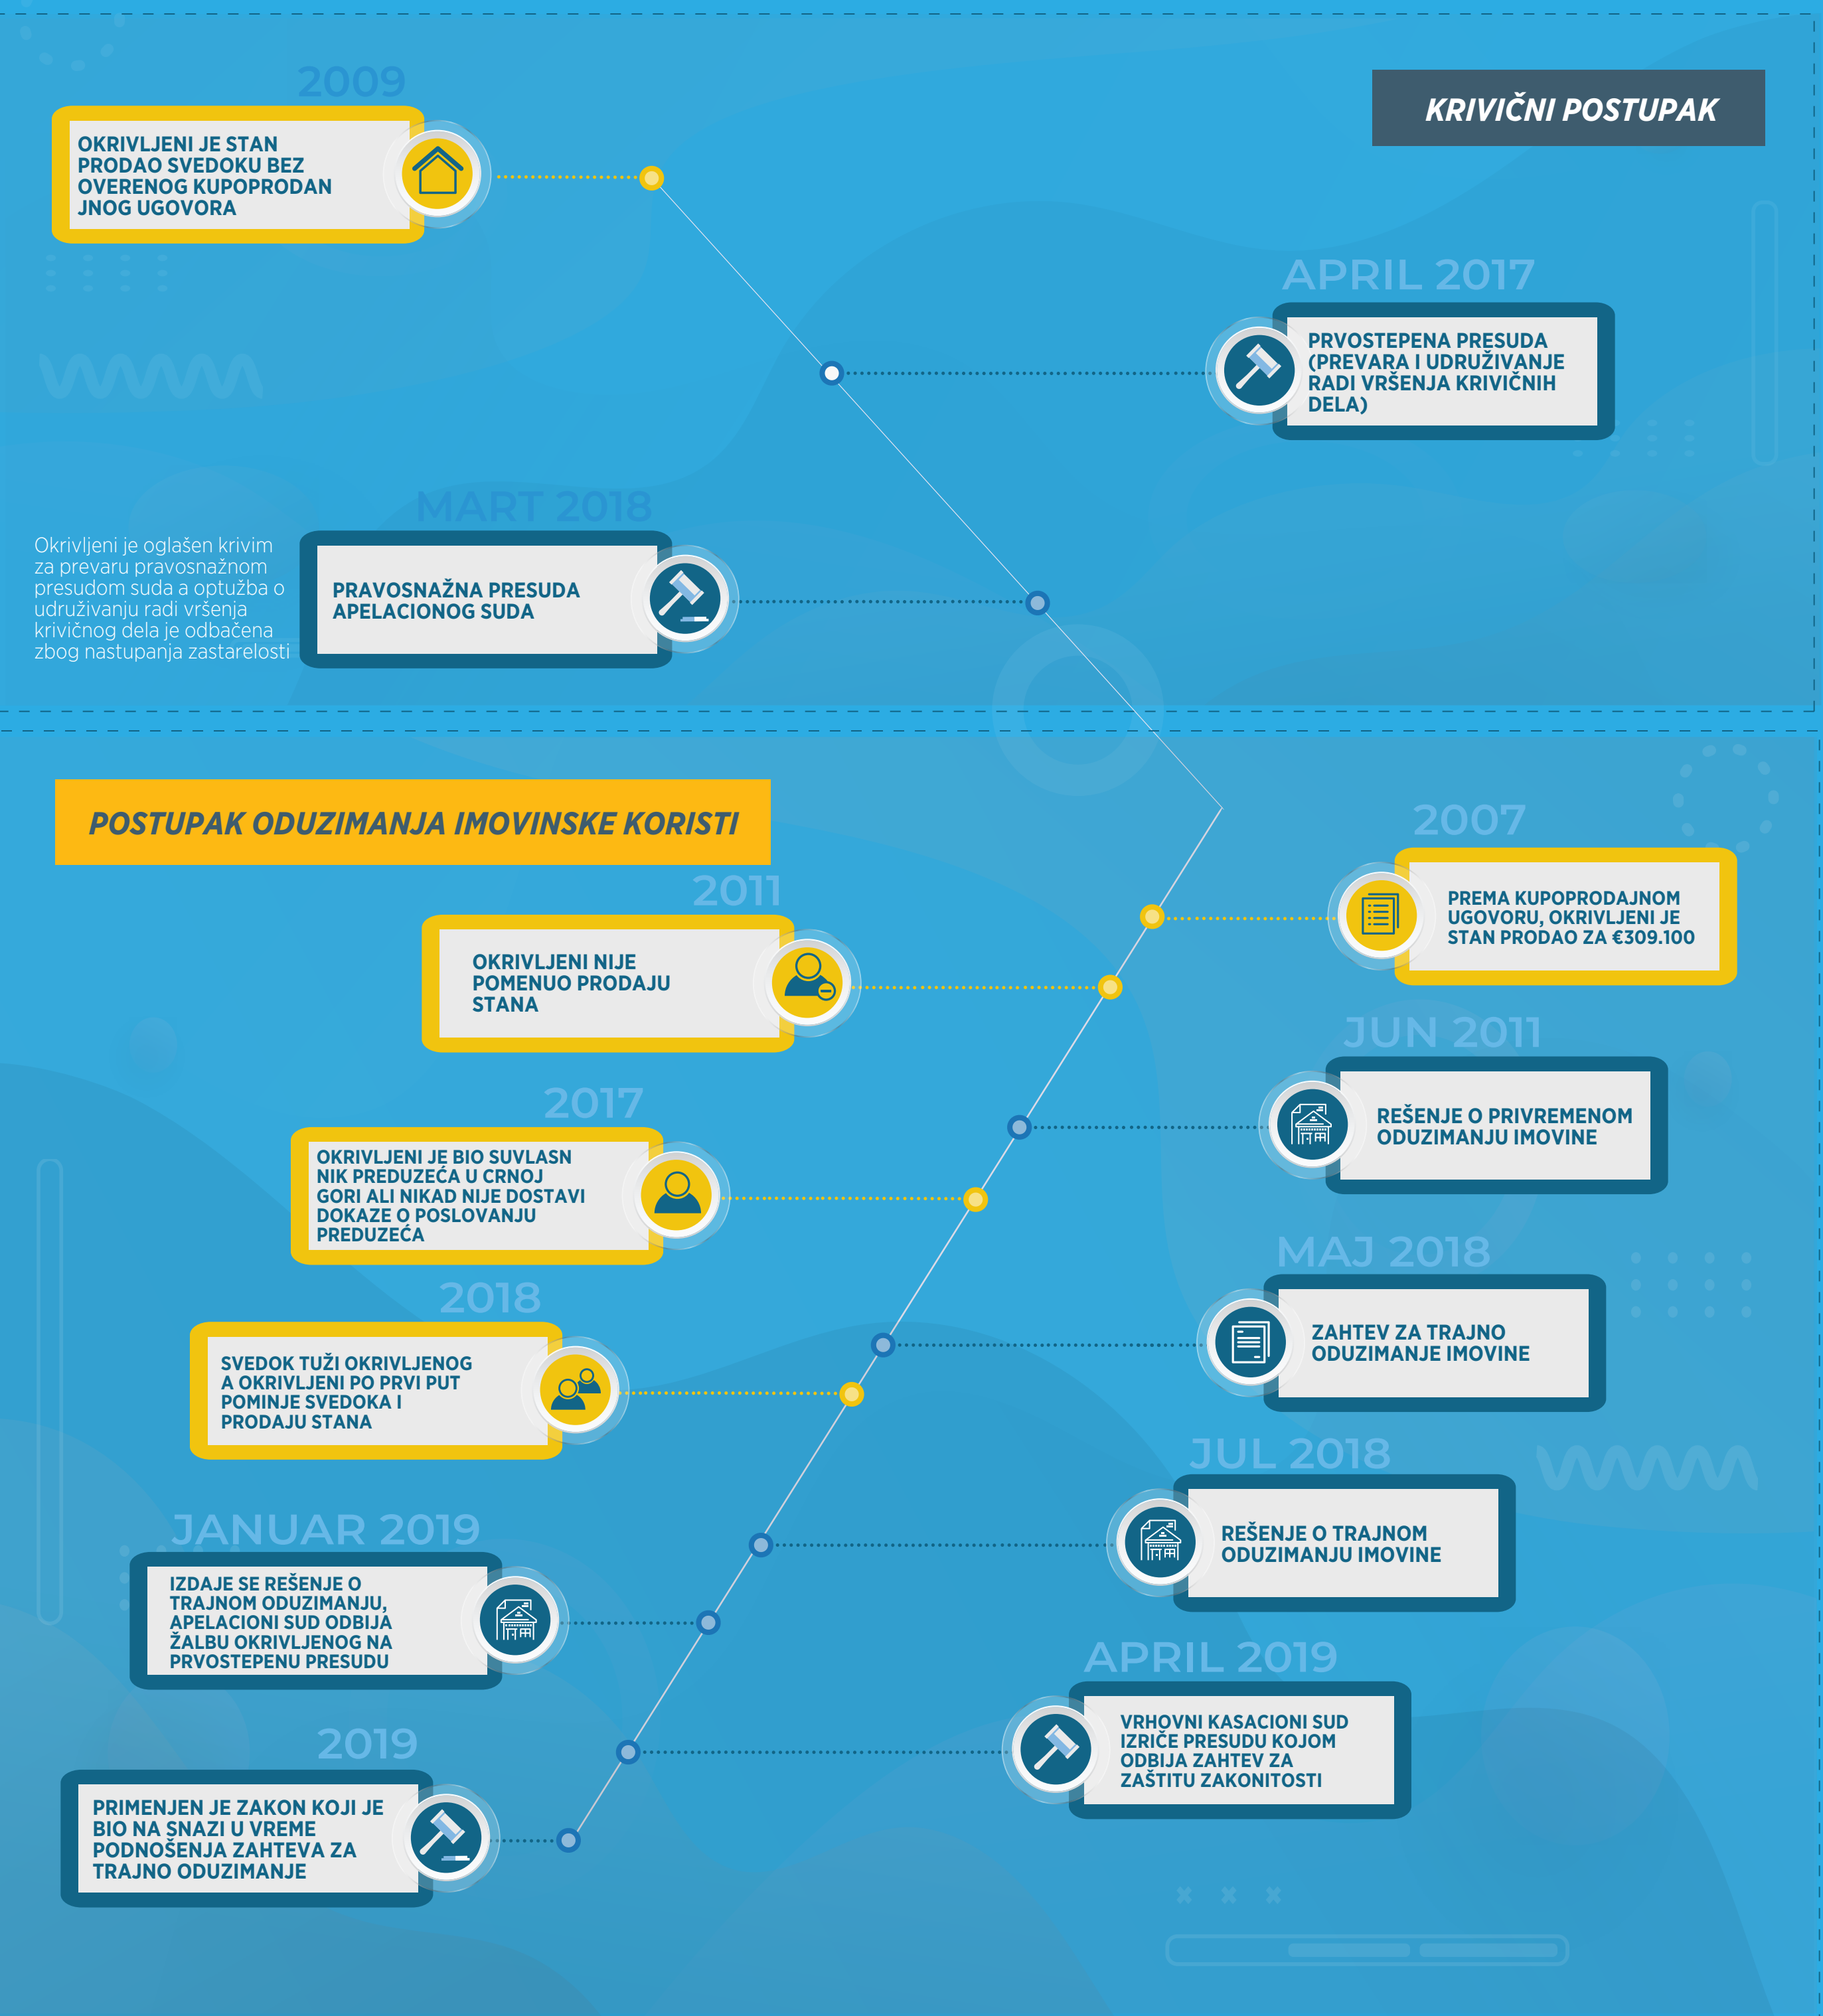 KRIVIČNI POSTUPAK
2009
OKRIVLJENI JE STAN
PRODAO SVEDOKU BEZ
OVERENOG KUPOPRODAN
JNOG UGOVORA
APRIL 2017
PRVOSTEPENA PRESUDA
(PREVARA I UDRUŽIVANJE
RADI VRŠENJA KRIVIČNIH
DELA)
MART 2018
PRAVOSNAŽNA PRESUDA
APELACIONOG SUDA
Okrivljeni je oglašen krivim
za prevaru pravosnažnom
presudom suda a optužba o
udruživanju radi vršenja
krivičnog dela je odbačena
zbog nastupanja zastarelosti
POSTUPAK ODUZIMANJA IMOVINSKE KORISTI
2007
PREMA KUPOPRODAJNOM
UGOVORU, OKRIVLJENI JE
STAN PRODAO ZA €309.100
2011
OKRIVLJENI NIJE
POMENUO PRODAJU
STANA
JUN 2011
REŠENJE O PRIVREMENOM
ODUZIMANJU IMOVINE
2017
OKRIVLJENI JE BIO SUVLASN
NIK PREDUZEĆA U CRNOJ
GORI ALI NIKAD NIJE DOSTAVI
DOKAZE O POSLOVANJU
PREDUZEĆA
MAJ 2018
ZAHTEV ZA TRAJNO
ODUZIMANJE IMOVINE
2018
SVEDOK TUŽI OKRIVLJENOG
A OKRIVLJENI PO PRVI PUT
POMINJE SVEDOKA I
PRODAJU STANA
JUL 2018
REŠENJE O TRAJNOM
ODUZIMANJU IMOVINE
JANUAR 2019
IZDAJE SE REŠENJE O
TRAJNOM ODUZIMANJU,
APELACIONI SUD ODBIJA
ŽALBU OKRIVLJENOG NA
PRVOSTEPENU PRESUDU
APRIL 2019
VRHOVNI KASACIONI SUD
IZRIČE PRESUDU KOJOM
ODBIJA ZAHTEV ZA
ZAŠTITU ZAKONITOSTI
2019
PRIMENJEN JE ZAKON KOJI JE
BIO NA SNAZI U VREME
PODNOŠENJA ZAHTEVA ZA
TRAJNO ODUZIMANJE